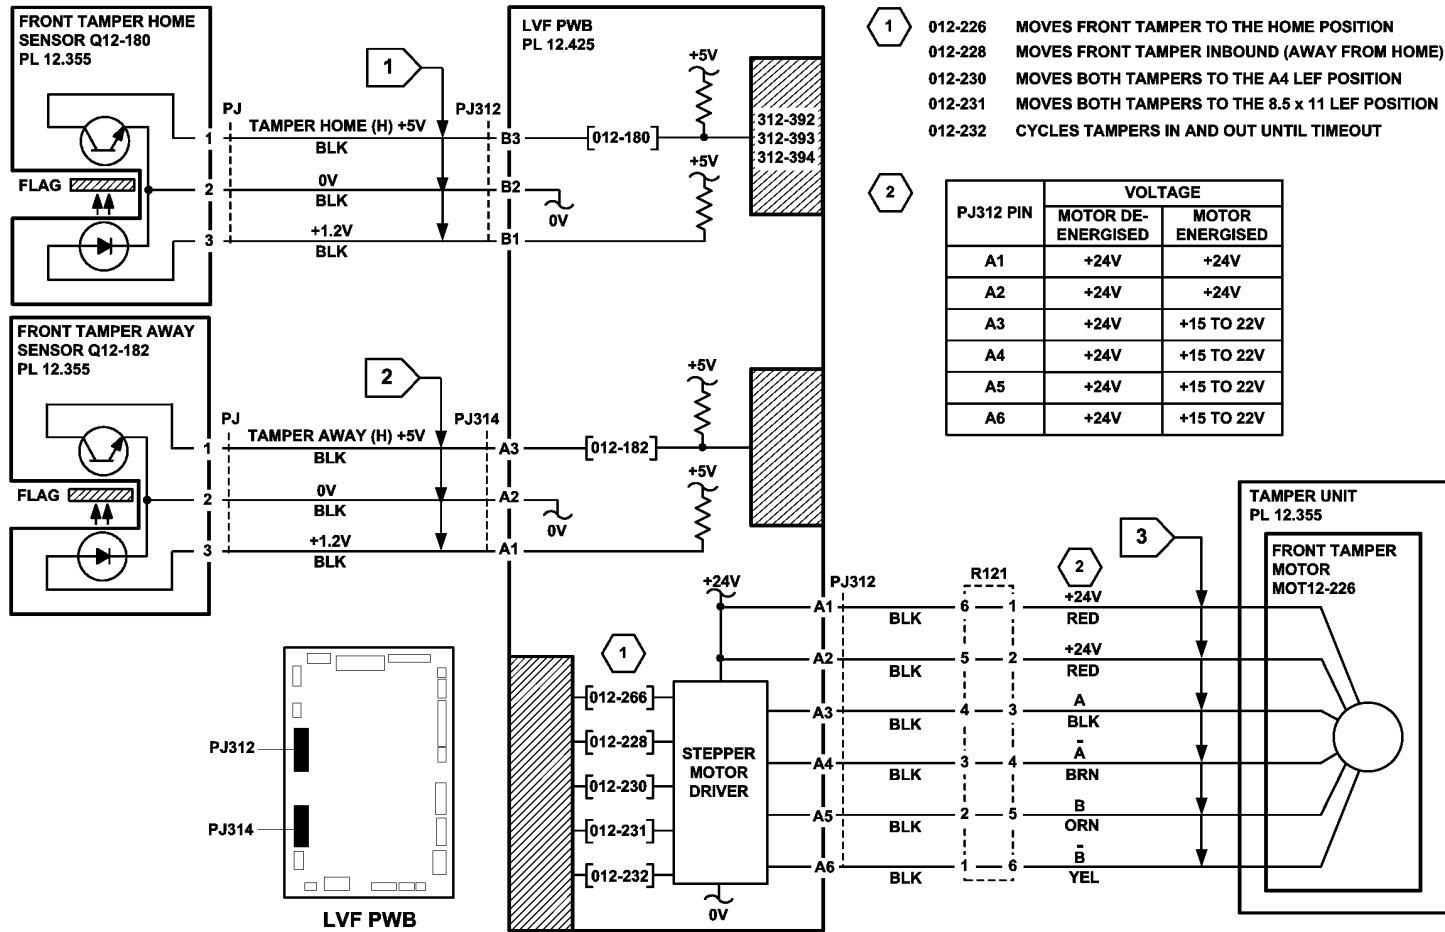 FRONT TAMPER HOME
SENSOR Q12-180
PL 12.355
PJ
1
TAMPER HOME (H) +5V
BLK
FLAG
2
0V
BLK
3
+1.2V
BLK
1
PJ312
LVF PWB
PL 12.425
B3
[012-180]
+5V
312-392
312-393
312-394
B2
0V
+5V
B1
1
012-226 MOVES FRONT TAMPER TO THE HOME POSITION
012-228 MOVES FRONT TAMPER INBOUND (AWAY FROM HOME)
012-230 MOVES BOTH TAMPERS TO THE A4 LEF POSITION
012-231 MOVES BOTH TAMPERS TO THE 8.5 x 11 LEF POSITION
012-232 CYCLES TAMPERS IN AND OUT UNTIL TIMEOUT
2
PJ312 PIN VOLTAGE
MOTOR DE-ENERGISED MOTOR ENERGISED
A1 +24V +24V
A2 +24V +24V
A3 +24V +15 TO 22V
A4 +24V +15 TO 22V
A5 +24V +15 TO 22V
A6 +24V +15 TO 22V
FRONT TAMPER AWAY
SENSOR Q12-182
PL 12.355
PJ
1
TAMPER AWAY (H) +5V
BLK
FLAG
2
0V
BLK
3
+1.2V
BLK
2
PJ314
A3
[012-182]
+5V
A2
0V
+5V
A1
TAMPER UNIT
PL 12.355
FRONT TAMPER
MOTOR
MOT12-226
3
+24V
PJ312
R121
2
A1 BLK 6 1 +24V RED
A2 BLK 5 2 +24V RED
A3 BLK 4 3 A BLK
A4 BLK 3 4 Ā BRN
A5 BLK 2 5 B ORN
A6 BLK 1 6 B̄ YEL
1
[012-266]
[012-228]
[012-230]
[012-231]
[012-232]
STEPPER
MOTOR
DRIVER
0V
PJ312
PJ314
LVF PWB